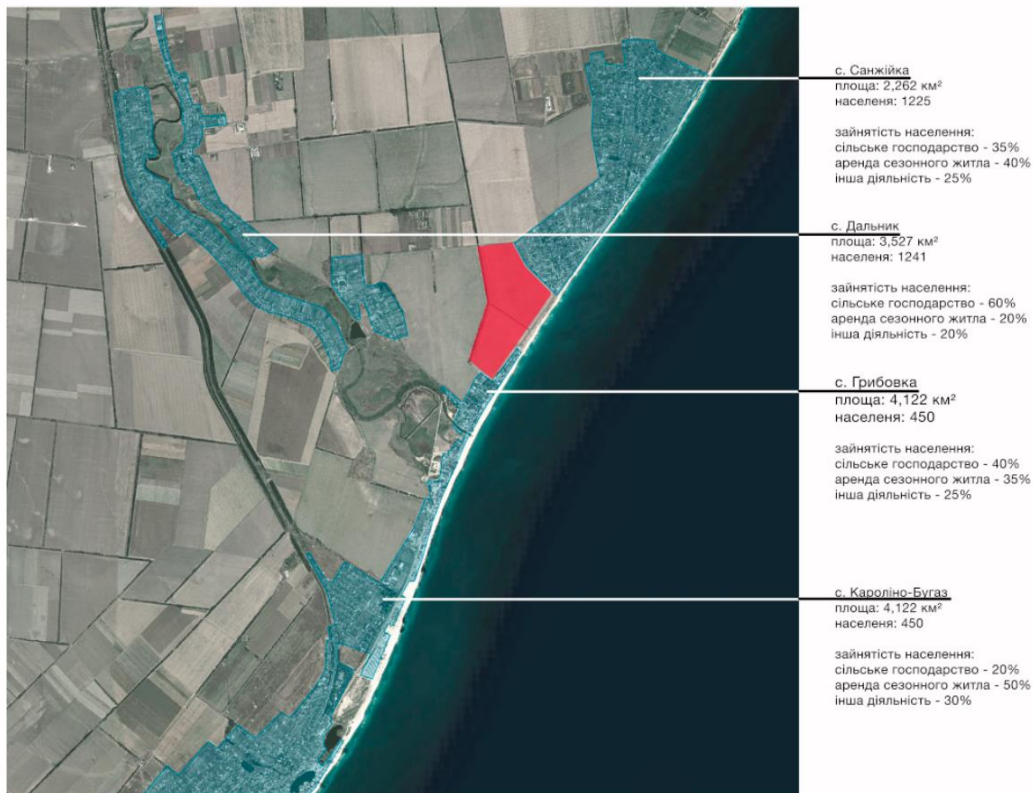 с. Санжійка
площа: 2,262 км²
населеня: 1225
зайнятість населення:
сільське господарство - 35%
аренда сезонного житла - 40%
інша діяльність - 25%
с. Дальник
площа: 3,527 км²
населеня: 1241
зайнятість населення:
сільське господарство - 60%
аренда сезонного житла - 20%
інша діяльність - 20%
с. Грибовка
площа: 4,122 км²
населеня: 450
зайнятість населення:
сільське господарство - 40%
аренда сезонного житла - 35%
інша діяльність - 25%
с. Кароліно-Бугаз
площа: 4,122 км²
населеня: 450
зайнятість населення:
сільське господарство - 20%
аренда сезонного житла - 50%
інша діяльність - 30%